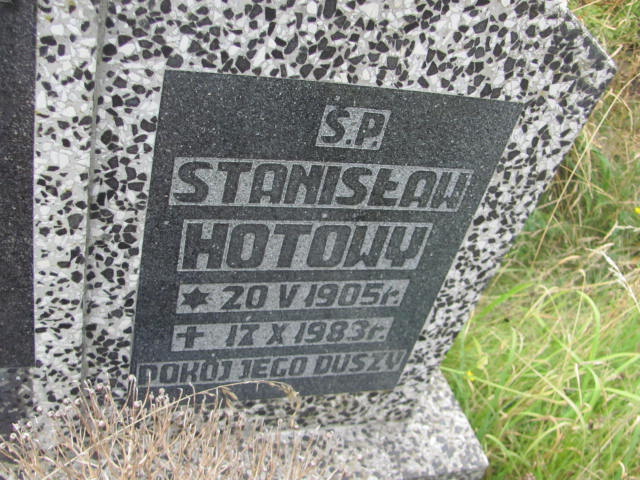 Ś.P.
STANISŁAW
HOTOWY
✶ 20 V 1905r.
+ 17 X 1983r.
POKÓJ JEGO DUSZY